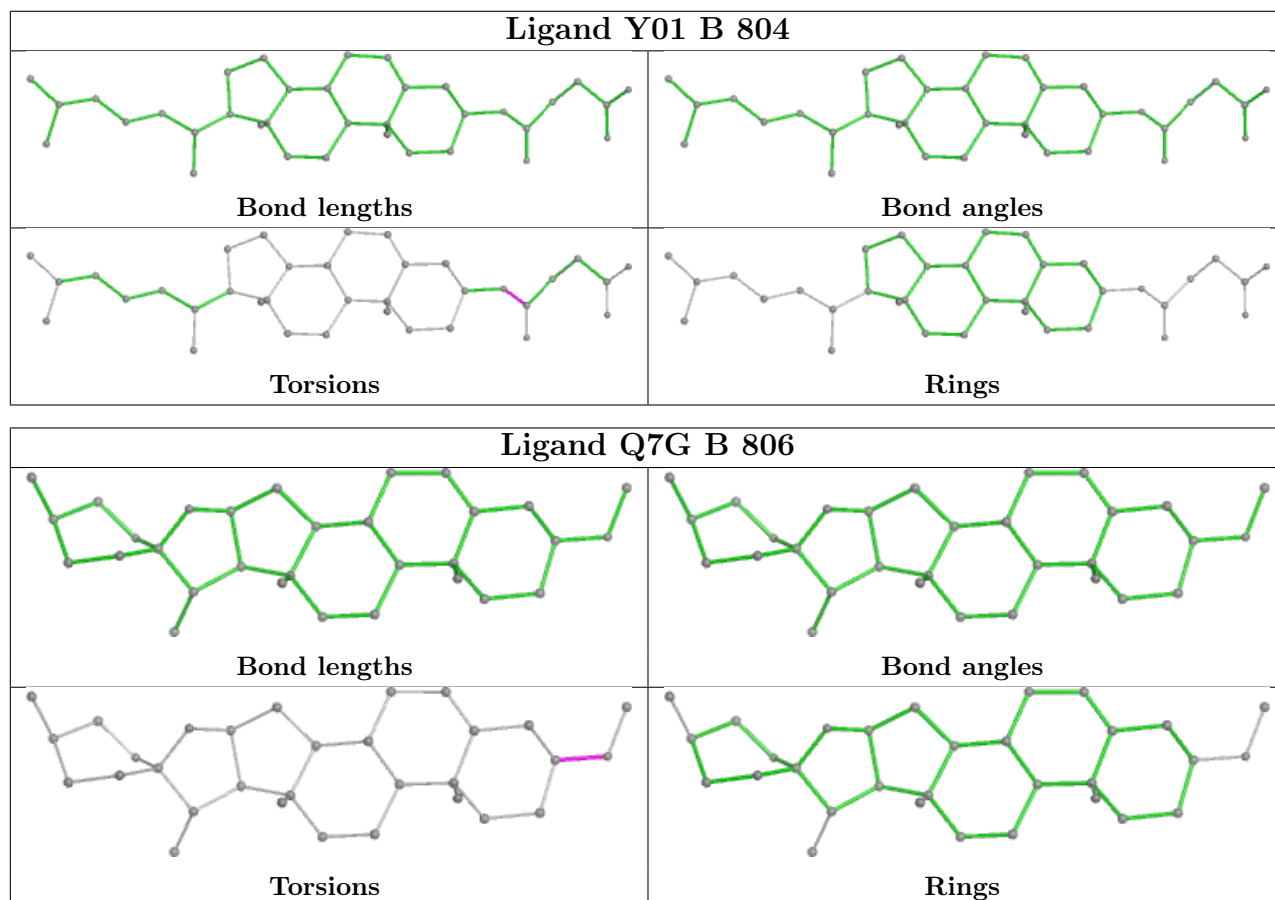 Ligand Y01 B 804
Bond lengths
Bond angles
Torsions
Rings
Ligand Q7G B 806
Bond lengths
Bond angles
Torsions
Rings